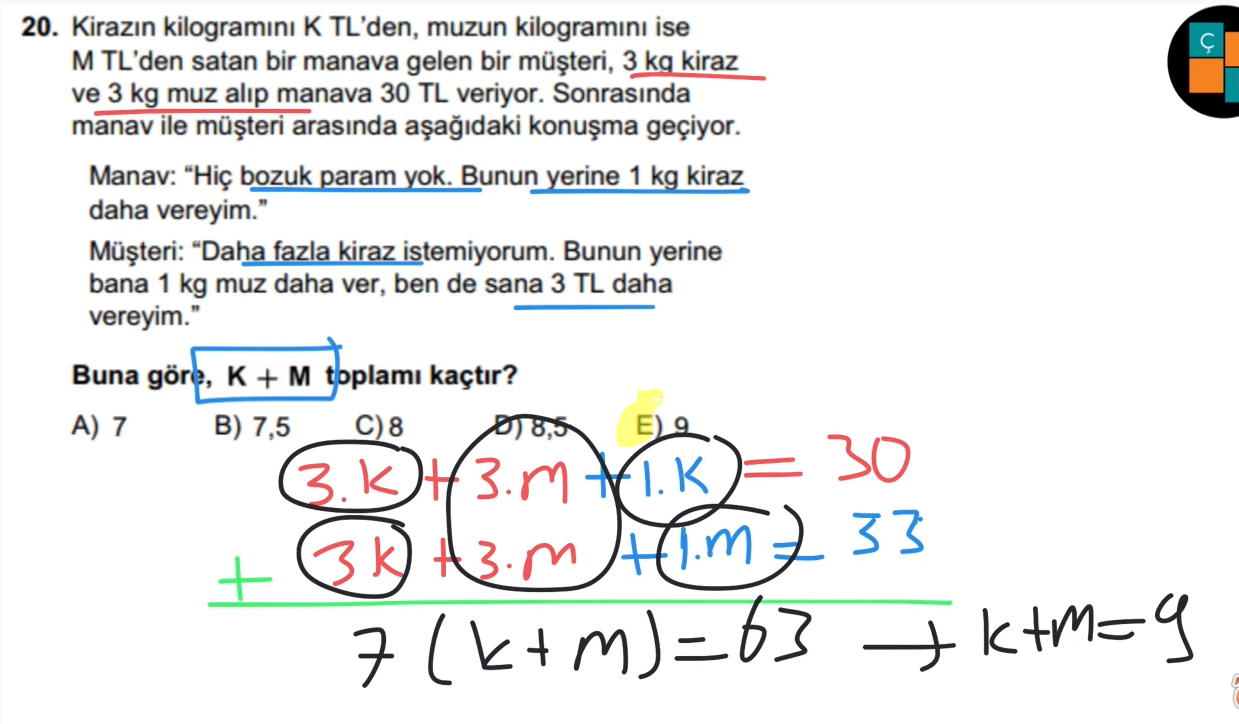 20. Kirazın kilogramını K TL'den, muzun kilogramını ise
M TL'den satan bir manava gelen bir müşteri, 3 kg kiraz
ve 3 kg muz alıp manava 30 TL veriyor. Sonrasında
manav ile müşteri arasında aşağıdaki konuşma geçiyor.
Manav: “Hiç bozuk param yok. Bunun yerine 1 kg kiraz
daha vereyim.”
Müşteri: “Daha fazla kiraz istemiyorum. Bunun yerine
bana 1 kg muz daha ver, ben de sana 3 TL daha
vereyim.”
Buna göre, K + M toplamı kaçtır?
A) 7 B) 7,5 C) 8 D) 8,5 E) 9
3.k + 3.m + 1.K = 30
3k + 3.m + 1.m = 33
+
7 (k + m) = 63 → k+m=9
Ç